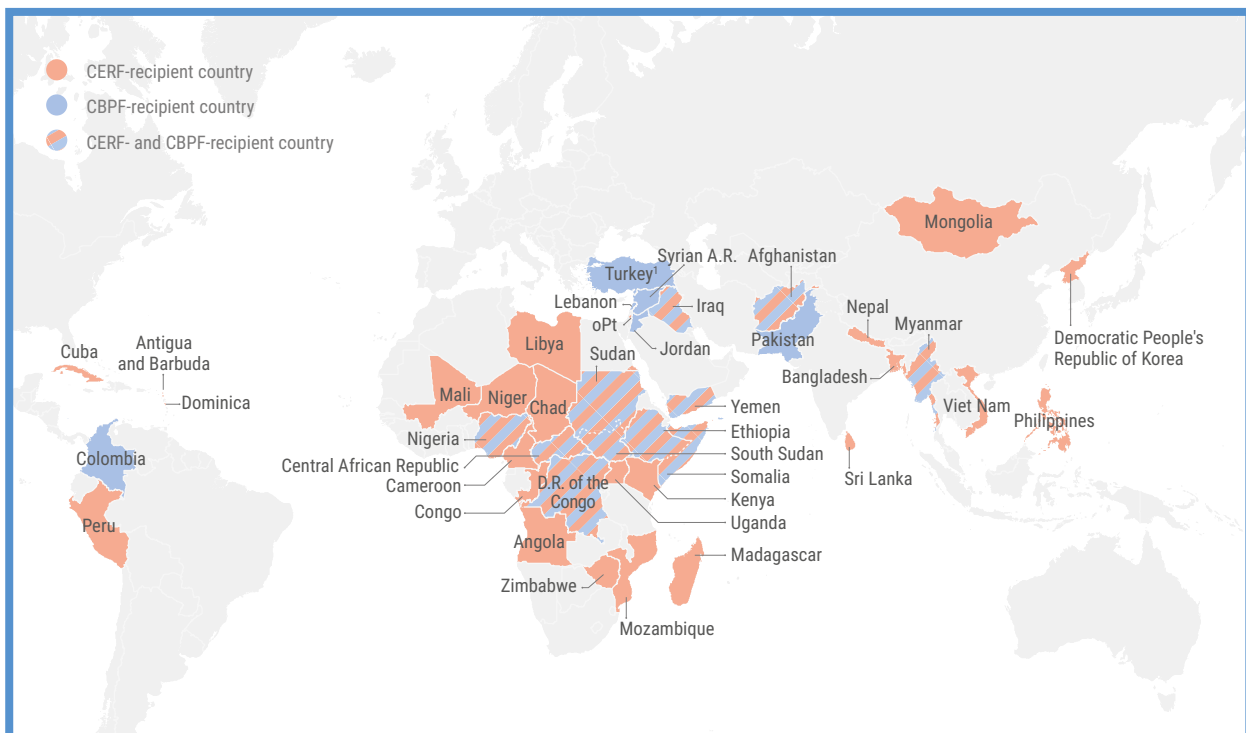 CERF-recipient country
CBPF-recipient country
CERF- and CBPF-recipient country
Mongolia
Syrian A.R.
Afghanistan
Turkey¹
Lebanon
Iraq
oPt
Jordan
Pakistan
Nepal
Myanmar
Democratic People's
Republic of Korea
Cuba
Antigua
and Barbuda
Dominica
Libya
Sudan
Bangladesh
Mali
Niger
Chad
Yemen
Viet Nam
Philippines
Nigeria
Ethiopia
Colombia
Central African Republic
South Sudan
Cameroon
D.R. of the
Congo
Somalia
Sri Lanka
Kenya
Congo
Uganda
Peru
Angola
Madagascar
Zimbabwe
Mozambique